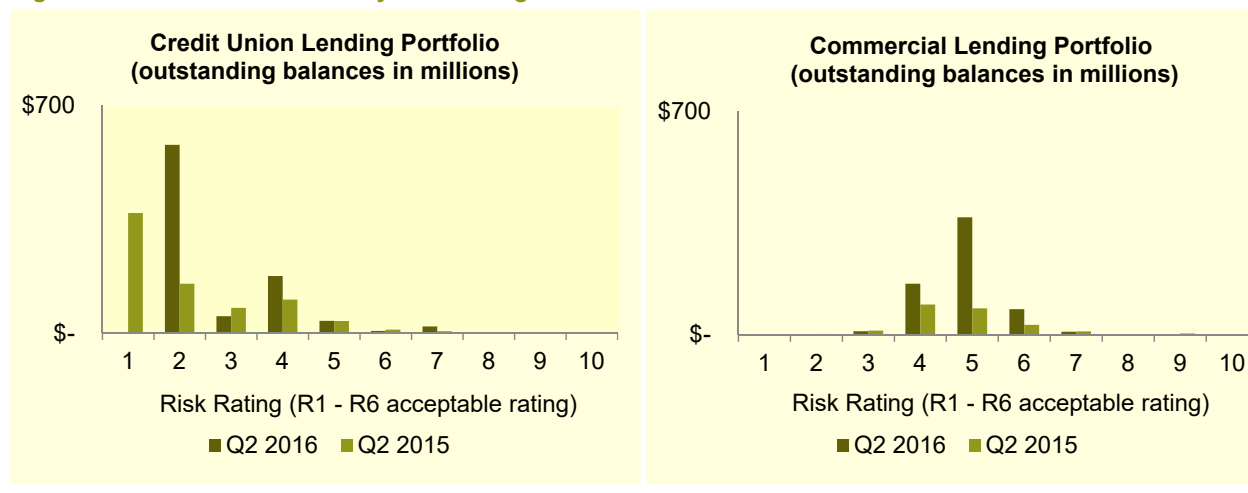 Credit Union Lending Portfolio
(outstanding balances in millions)
$700
$-
1 2 3 4 5 6 7 8 9 10
Risk Rating (R1 - R6 acceptable rating)
Q2 2016 Q2 2015
Commercial Lending Portfolio
(outstanding balances in millions)
$700
$-
1 2 3 4 5 6 7 8 9 10
Risk Rating (R1 - R6 acceptable rating)
Q2 2016 Q2 2015